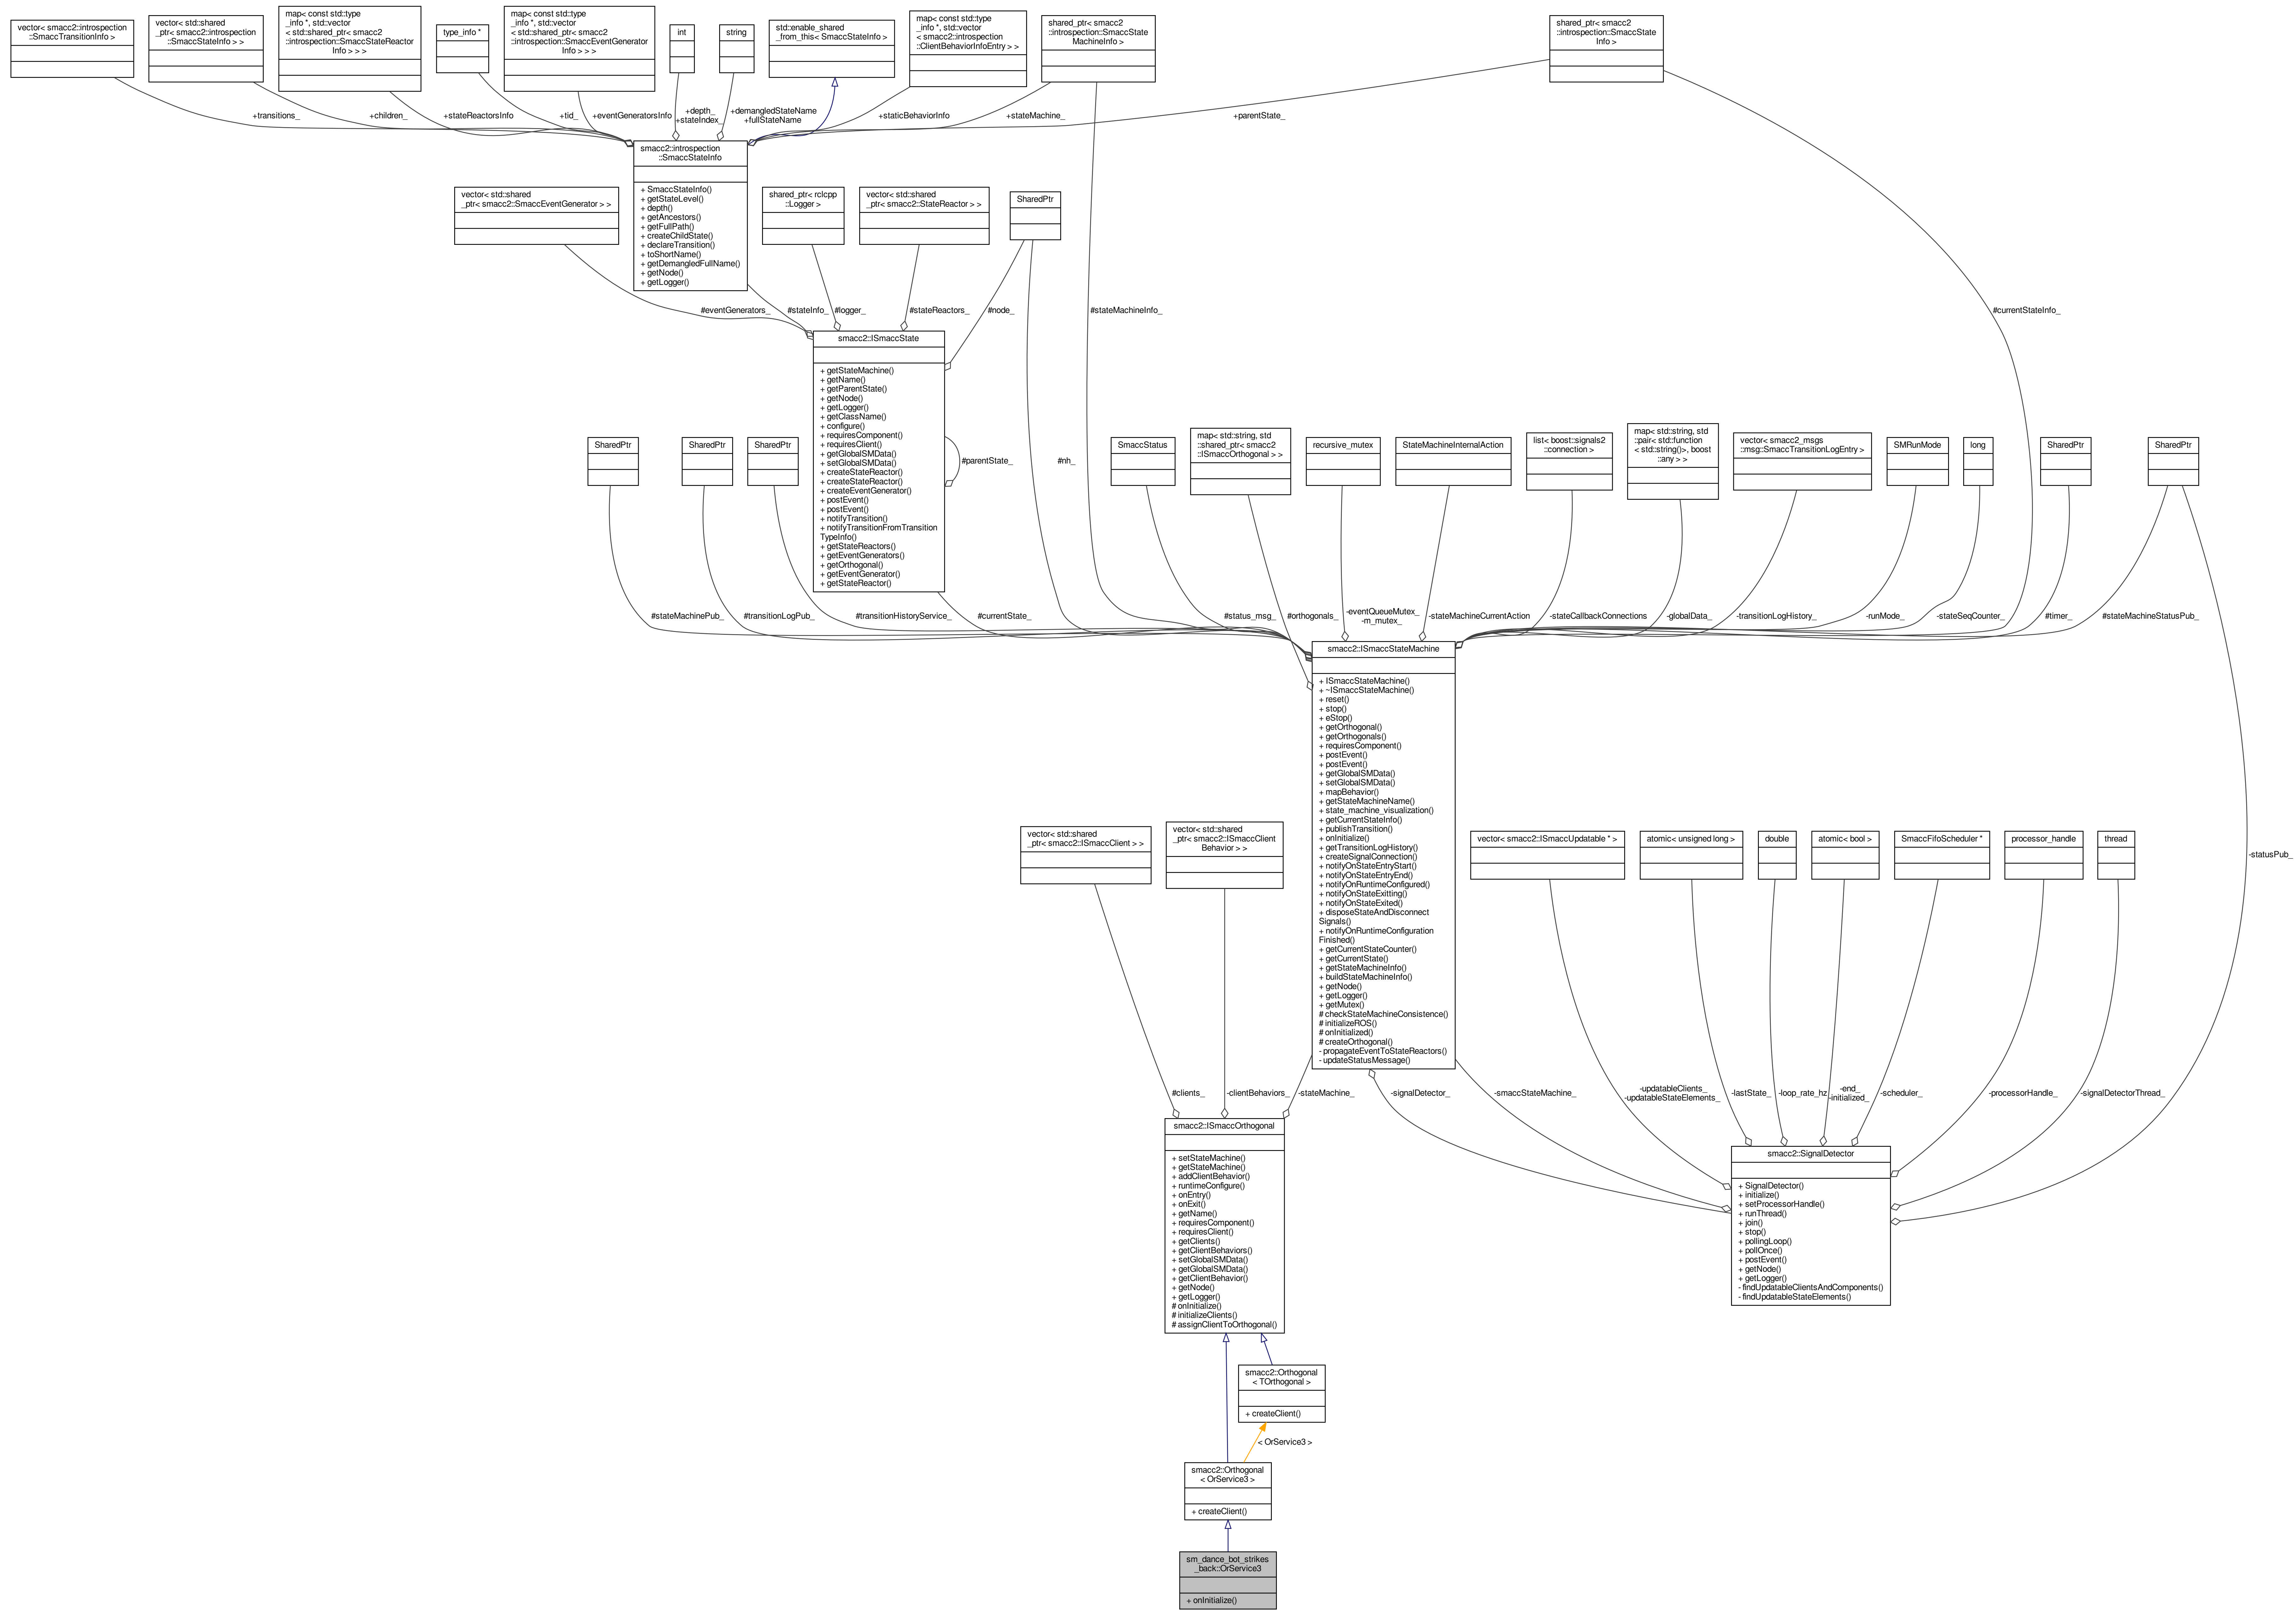 vector< smacc2::introspection
::SmaccTransitionInfo >
vector< std::shared
_ptr< smacc2::introspection
::SmaccStateInfo > >
map< const std::type
_info *, std::vector
< std::shared_ptr< smacc2
::introspection::SmaccStateReactor
Info > > >
type_info *
map< const std::type
_info *, std::vector
< std::shared_ptr< smacc2
::introspection::SmaccEventGenerator
Info > > >
int
string
std::enable_shared
_from_this< SmaccStateInfo >
map< const std::type
_info *, std::vector
< smacc2::introspection
::ClientBehaviorInfoEntry > >
shared_ptr< smacc2
::introspection::SmaccState
MachineInfo >
shared_ptr< smacc2
::introspection::SmaccState
Info >
+transitions_
+children_
+stateReactorsInfo
+tid_
+eventGeneratorsInfo
+depth_
+stateIndex_
+demangledStateName
+fullStateName
+staticBehaviorInfo
+stateMachine_
+parentState_
smacc2::introspection
::SmaccStateInfo
+ SmaccStateInfo()
+ getStateLevel()
+ depth()
+ getAncestors()
+ getFullPath()
+ createChildState()
+ declareTransition()
+ toShortName()
+ getDemangledFullName()
+ getNode()
+ getLogger()
vector< std::shared
_ptr< smacc2::SmaccEventGenerator > >
shared_ptr< rclcpp
::Logger >
vector< std::shared
_ptr< smacc2::StateReactor > >
SharedPtr
#eventGenerators_
#stateInfo_
#logger_
#stateReactors_
#node_
#stateMachineInfo_
#currentStateInfo_
smacc2::ISmaccState
+ getStateMachine()
+ getName()
+ getParentState()
+ getNode()
+ getLogger()
+ getClassName()
+ configure()
+ requiresComponent()
+ requiresClient()
+ getGlobalSMData()
+ setGlobalSMData()
+ createStateReactor()
+ createStateReactor()
+ createEventGenerator()
+ postEvent()
+ postEvent()
+ notifyTransition()
+ notifyTransitionFromTransition
TypeInfo()
+ getStateReactors()
+ getEventGenerators()
+ getOrthogonal()
+ getEventGenerator()
+ getStateReactor()
#parentState_
#nh_
SharedPtr
SharedPtr
SharedPtr
SmaccStatus
map< std::string, std
::shared_ptr< smacc2
::ISmaccOrthogonal > >
recursive_mutex
StateMachineInternalAction
list< boost::signals2
::connection >
map< std::string, std
::pair< std::function
< std::string()>, boost
::any > >
vector< smacc2_msgs
::msg::SmaccTransitionLogEntry >
SMRunMode
long
SharedPtr
SharedPtr
#stateMachinePub_
#transitionLogPub_
#transitionHistoryService_
#currentState_
#status_msg_
#orthogonals_
-eventQueueMutex_
-m_mutex_
-stateMachineCurrentAction
-stateCallbackConnections
-globalData_
-transitionLogHistory_
-runMode_
-stateSeqCounter_
#timer_
#stateMachineStatusPub_
smacc2::ISmaccStateMachine
+ ISmaccStateMachine()
+ ~ISmaccStateMachine()
+ reset()
+ stop()
+ eStop()
+ getOrthogonal()
+ getOrthogonals()
+ requiresComponent()
+ postEvent()
+ postEvent()
+ getGlobalSMData()
+ setGlobalSMData()
+ mapBehavior()
+ getStateMachineName()
+ state_machine_visualization()
+ getCurrentStateInfo()
+ publishTransition()
+ onInitialize()
+ getTransitionLogHistory()
+ createSignalConnection()
+ notifyOnStateEntryStart()
+ notifyOnStateEntryEnd()
+ notifyOnRuntimeConfigured()
+ notifyOnStateExitting()
+ notifyOnStateExited()
+ disposeStateAndDisconnect
Signals()
+ notifyOnRuntimeConfiguration
Finished()
+ getCurrentStateCounter()
+ getCurrentState()
+ getStateMachineInfo()
+ buildStateMachineInfo()
+ getNode()
+ getLogger()
+ getMutex()
# checkStateMachineConsistence()
# initializeROS()
# onInitialized()
# createOrthogonal()
- propagateEventToStateReactors()
- updateStatusMessage()
vector< std::shared
_ptr< smacc2::ISmaccClient > >
vector< std::shared
_ptr< smacc2::ISmaccClient
Behavior > >
vector< smacc2::ISmaccUpdatable * >
atomic< unsigned long >
double
atomic< bool >
SmaccFifoScheduler *
processor_handle
thread
-statusPub_
#clients_
-clientBehaviors_
-stateMachine_
-signalDetector_
-smaccStateMachine_
-updatableClients_
-updatableStateElements_
-lastState_
-loop_rate_hz
-end_
-initialized_
-scheduler_
-processorHandle_
-signalDetectorThread_
smacc2::ISmaccOrthogonal
+ setStateMachine()
+ getStateMachine()
+ addClientBehavior()
+ runtimeConfigure()
+ onEntry()
+ onExit()
+ getName()
+ requiresComponent()
+ requiresClient()
+ getClients()
+ getClientBehaviors()
+ setGlobalSMData()
+ getGlobalSMData()
+ getClientBehavior()
+ getNode()
+ getLogger()
# onInitialize()
# initializeClients()
# assignClientToOrthogonal()
smacc2::SignalDetector
+ SignalDetector()
+ initialize()
+ setProcessorHandle()
+ runThread()
+ join()
+ stop()
+ pollingLoop()
+ pollOnce()
+ postEvent()
+ getNode()
+ getLogger()
- findUpdatableClientsAndComponents()
- findUpdatableStateElements()
smacc2::Orthogonal
< TOrthogonal >
+ createClient()
< OrService3 >
smacc2::Orthogonal
< OrService3 >
+ createClient()
sm_dance_bot_strikes
_back::OrService3
+ onInitialize()